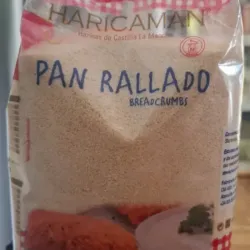 HARICAMAN
Harinas de Castilla La Mancha
PAN RALLADO
BREADCRUMBS